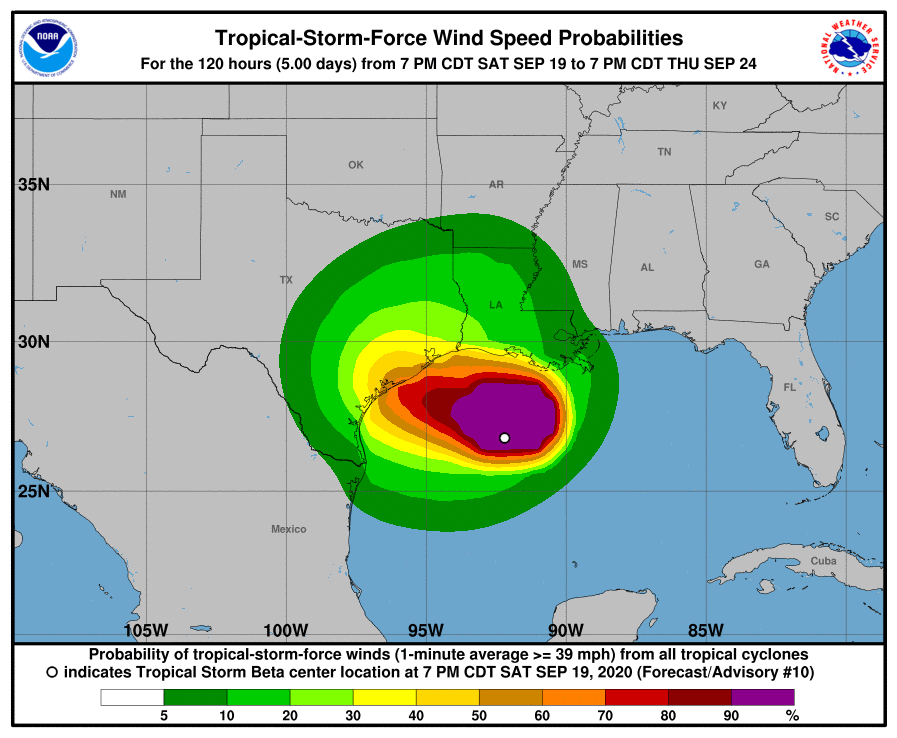 Tropical-Storm-Force Wind Speed Probabilities
For the 120 hours (5.00 days) from 7 PM CDT SAT SEP 19 to 7 PM CDT THU SEP 24
NOAA
NATIONAL WEATHER SERVICE
KY
OK
TN
35N
NM
AR
SC
MS
AL
GA
TX
LA
30N
FL
25N
Mexico
Cuba
105W 100W 95W 90W 85W
Probability of tropical-storm-force winds (1-minute average >= 39 mph) from all tropical cyclones
indicates Tropical Storm Beta center location at 7 PM CDT SAT SEP 19, 2020 (Forecast/Advisory #10)
5 10 20 30 40 50 60 70 80 90 %